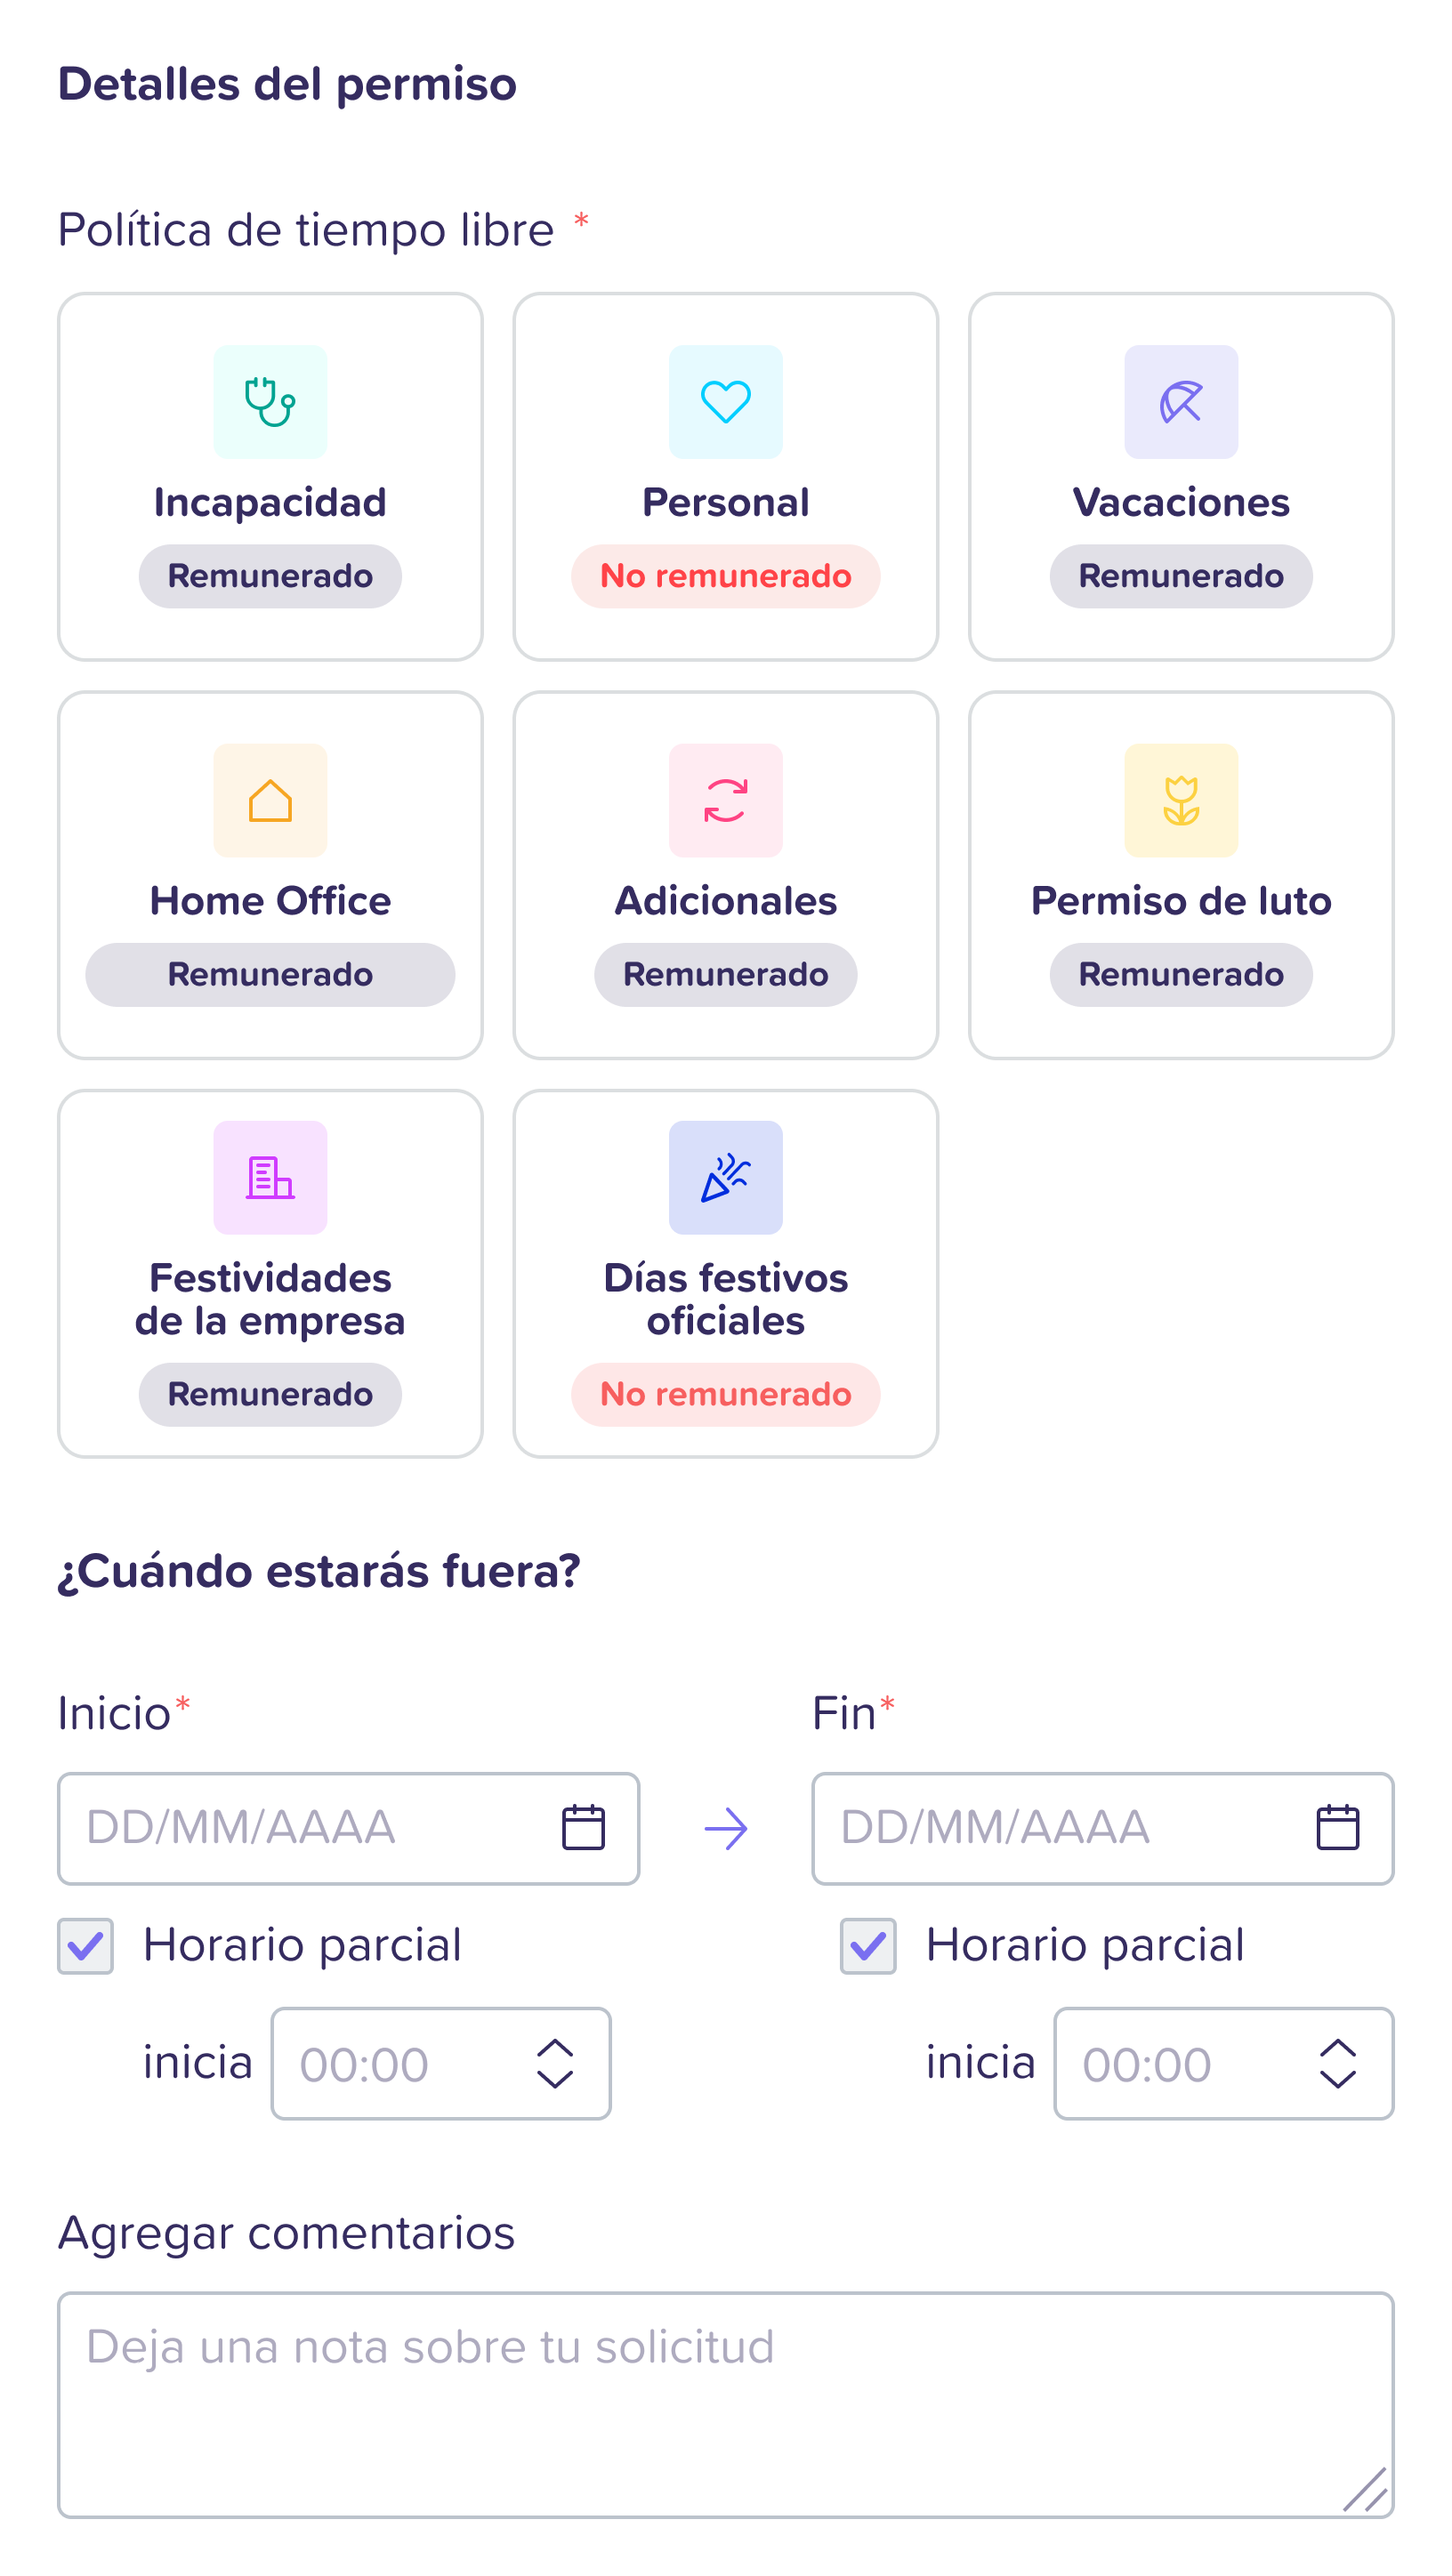 Detalles del permiso
Política de tiempo libre *
Incapacidad
Remunerado
Personal
No remunerado
Vacaciones
Remunerado
Home Office
Remunerado
Adicionales
Remunerado
Permiso de luto
Remunerado
Festividades
de la empresa
Remunerado
Días festivos
oficiales
No remunerado
¿Cuándo estarás fuera?
Inicio*
DD/MM/AAAA
Fin*
DD/MM/AAAA
Horario parcial
inicia 00:00
Horario parcial
inicia 00:00
Agregar comentarios
Deja una nota sobre tu solicitud